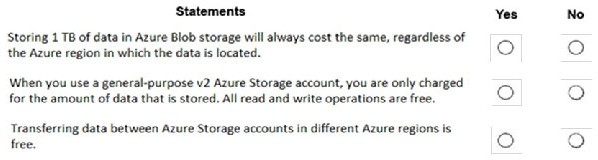 Statements Yes No
Storing 1 TB of data in Azure Blob storage will always cost the same, regardless of
the Azure region in which the data is located.
When you use a general-purpose v2 Azure Storage account, you are only charged
for the amount of data that is stored. All read and write operations are free.
Transferring data between Azure Storage accounts in different Azure regions is
free.